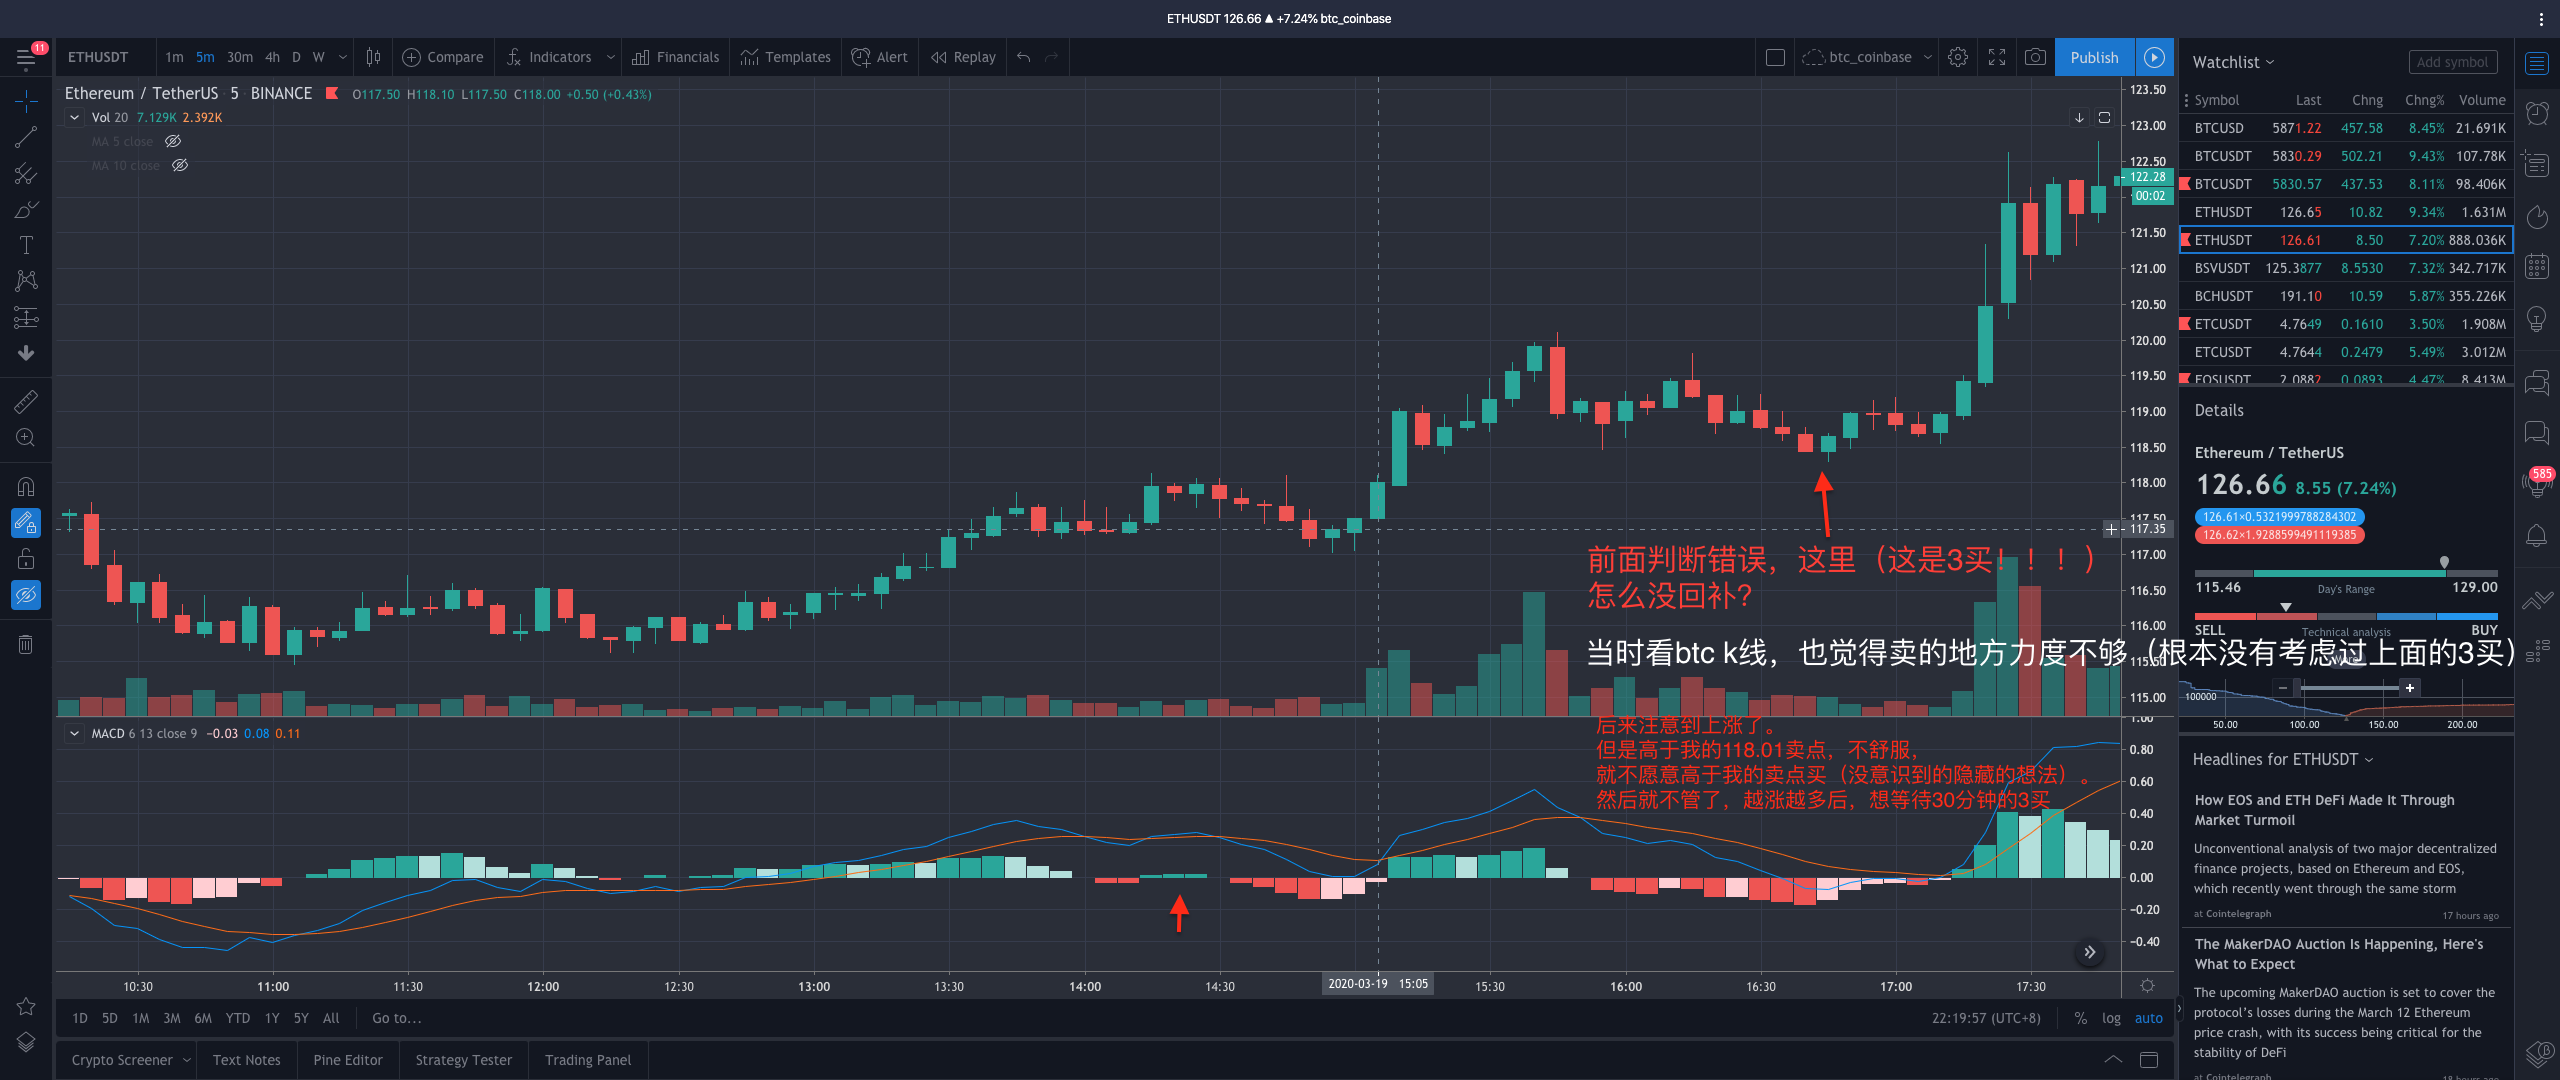 ETHUSDT 126.66 ▲ +7.24% btc_coinbase
11
ETHUSDT 1m 5m 30m 4h D W Compare Indicators Financials Templates Alert Replay btc_coinbase Publish
Ethereum / TetherUS 5 BINANCE O117.50 H118.10 L117.50 C118.00 +0.50 (+0.43%)
Vol 20 7.129K 2.392K
MA 5 close
MA 10 close
123.50
123.00
122.50
122.28
00:02
121.50
121.00
120.50
120.00
119.50
119.00
118.50
118.00
117.50
117.35
117.00
116.50
116.00
115.00
前面判断错误，这里（这是3买！！！）
怎么没回补？
当时看btc k线，也觉得卖的地方力度不够（根本没有考虑过上面的3买）
后来注意到上涨了。
但是高于我的118.01卖点，不舒服，
就不愿意高于我的卖点买（没意识到的隐藏的想法）。
然后就不管了，越涨越多后，想等待30分钟的3买
MACD 6 13 close 9 −0.03 0.08 0.11
1.00
0.80
0.60
0.40
0.20
0.00
−0.20
−0.40
10:30 11:00 11:30 12:00 12:30 13:00 13:30 14:00 14:30 2020-03-19 15:05 15:30 16:00 16:30 17:00 17:30
1D 5D 1M 3M 6M YTD 1Y 5Y All Go to... 22:19:57 (UTC+8) % log auto
Crypto Screener Text Notes Pine Editor Strategy Tester Trading Panel
Watchlist Add symbol
Symbol Last Chng Chng% Volume
BTCUSD 5871.22 457.58 8.45% 21.691K
BTCUSDT 5830.29 502.21 9.43% 107.78K
BTCUSDT 5830.57 437.53 8.11% 98.406K
ETHUSDT 126.65 10.82 9.34% 1.631M
ETHUSDT 126.61 8.50 7.20% 888.036K
BSVUSDT 125.3877 8.5530 7.32% 342.717K
BCHUSDT 191.10 10.59 5.87% 355.226K
ETCUSDT 4.7649 0.1610 3.50% 1.908M
ETCUSDT 4.7644 0.2479 5.49% 3.012M
EOSUSDT 2.0882 0.0893 4.47% 8.413M
Details
Ethereum / TetherUS
126.66 8.55 (7.24%)
126.61×0.5321999788284302
126.62×1.9288599491119385
115.46 Day's Range 129.00
SELL Technical analysis BUY
100000
50.00 100.00 150.00 200.00
Headlines for ETHUSDT
How EOS and ETH DeFi Made It Through
Market Turmoil
Unconventional analysis of two major decentralized
finance projects, based on Ethereum and EOS,
which recently went through the same storm
at Cointelegraph 17 hours ago
The MakerDAO Auction Is Happening, Here's
What to Expect
The upcoming MakerDAO auction is set to cover the
protocol's losses during the March 12 Ethereum
price crash, with its success being critical for the
stability of DeFi
at Cointelegraph 18 hours ago
585